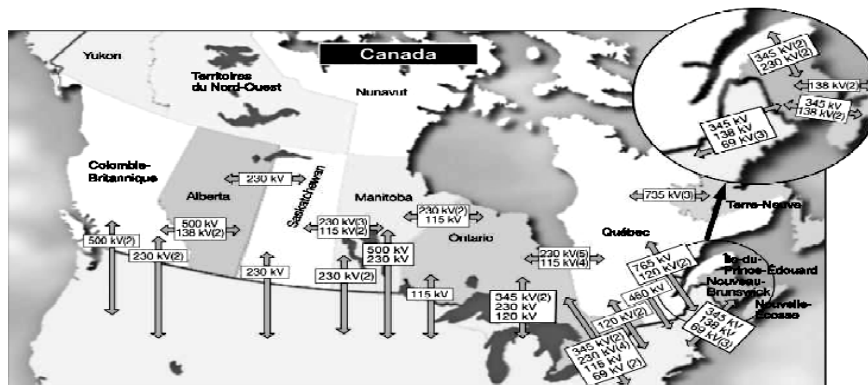 Canada
Yukon
Territoires
du Nord-Ouest
Nunavut
345 kV(2)
230 kV(2)
138 kV(2)
345 kV
138 kV(2)
345 kV
138 kV
69 kV(3)
Colombie-
Britannique
Alberta
230 kV
Saskatchewan
Manitoba
230 kV(2)
115 kV
Ontario
735 kV(3)
Terre-Neuve
Québec
500 kV
138 kV(2)
230 kV(3)
115 kV(2)
500 kV(2)
230 kV(2)
230 kV
230 kV(2)
500 kV
230 kV
115 kV
230 kV(5)
115 kV(4)
345 kV(2)
230 kV
120 kV
765 kV
120 kV(2)
120 kV(2)
Île-du-
Prince-Édouard
Nouveau-
Brunswick
Nouvelle-
Écosse
345 kV
138 kV
69 kV(3)
345 kV(2)
230 kV(4)
69 kV (2)